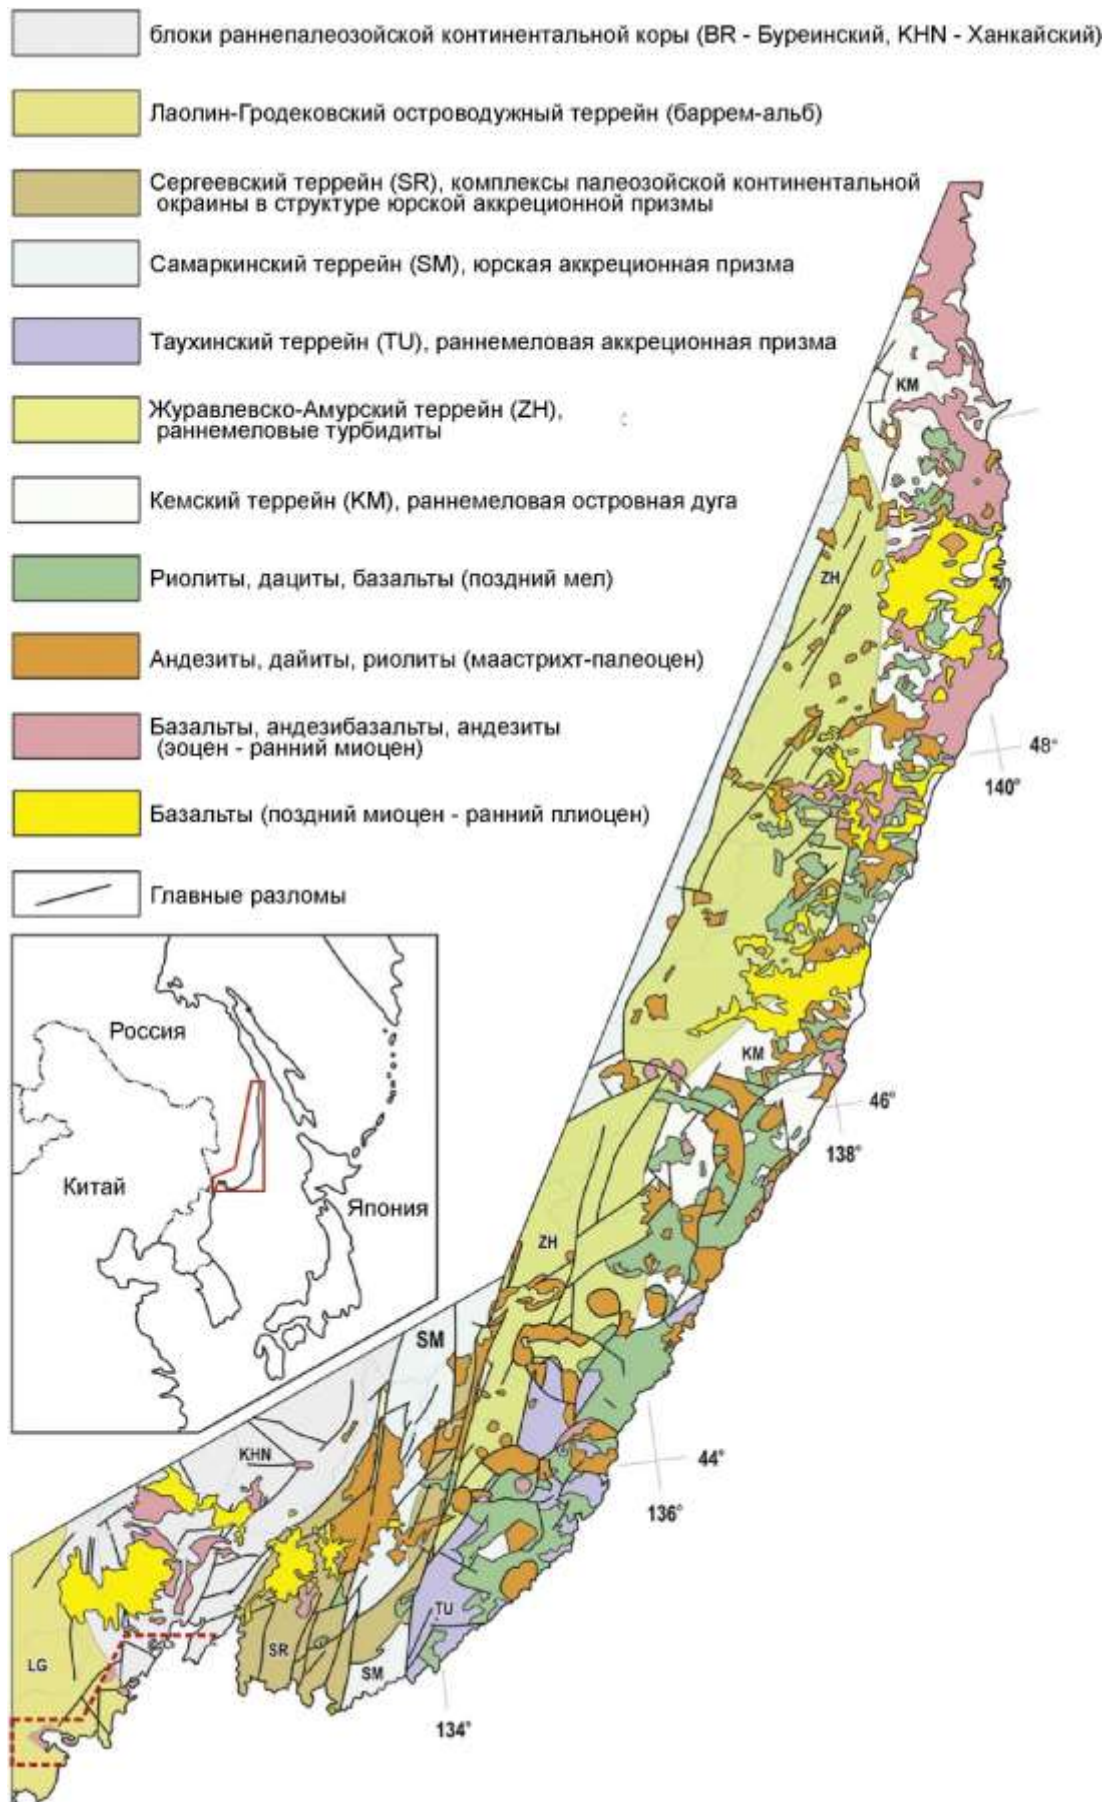 блоки раннепалеозойской континентальной коры (BR - Буреинский, KHN - Ханкайский)
Лаолин-Гродековский островодужный террейн (баррем-альб)
Сергеевский террейн (SR), комплексы палеозойской континентальной
окраины в структуре юрской аккреционной призмы
Самаркинский террейн (SM), юрская аккреционная призма
Таухинский террейн (TU), раннемеловая аккреционная призма
Журавлевско-Амурский террейн (ZH),
раннемеловые турбидиты
Кемский террейн (KM), раннемеловая островная дуга
Риолиты, дациты, базальты (поздний мел)
Андезиты, дайиты, риолиты (маастрихт-палеоцен)
Базальты, андезибазальты, андезиты
(эоцен - ранний миоцен)
Базальты (поздний миоцен - ранний плиоцен)
Главные разломы
Россия
Китай
Япония
KM
ZH
48°
140°
KM
46°
138°
ZH
SM
KHN
44°
136°
TU
SR
SM
LG
134°